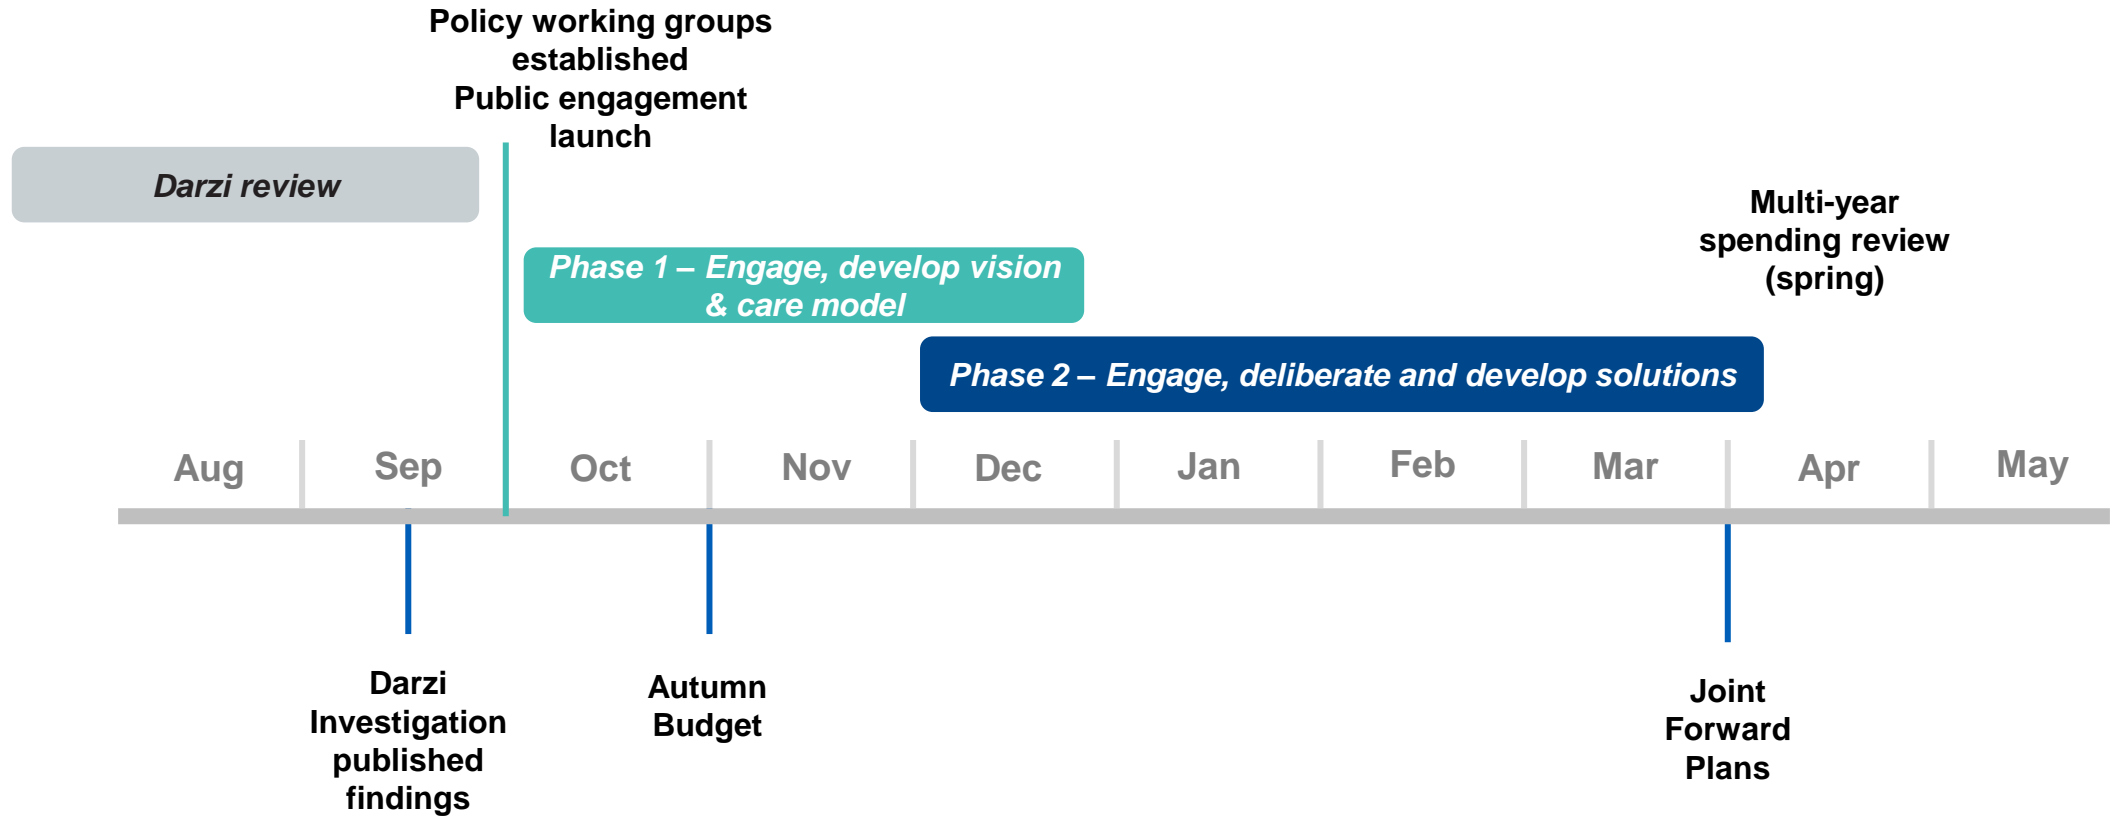 Policy working groups
established
Public engagement
launch
Darzi review
Multi-year
spending review
(spring)
Phase 1 – Engage, develop vision
& care model
Phase 2 – Engage, deliberate and develop solutions
Aug
Sep
Oct
Nov
Dec
Jan
Feb
Mar
Apr
May
Darzi
Investigation
published
findings
Autumn
Budget
Joint
Forward
Plans